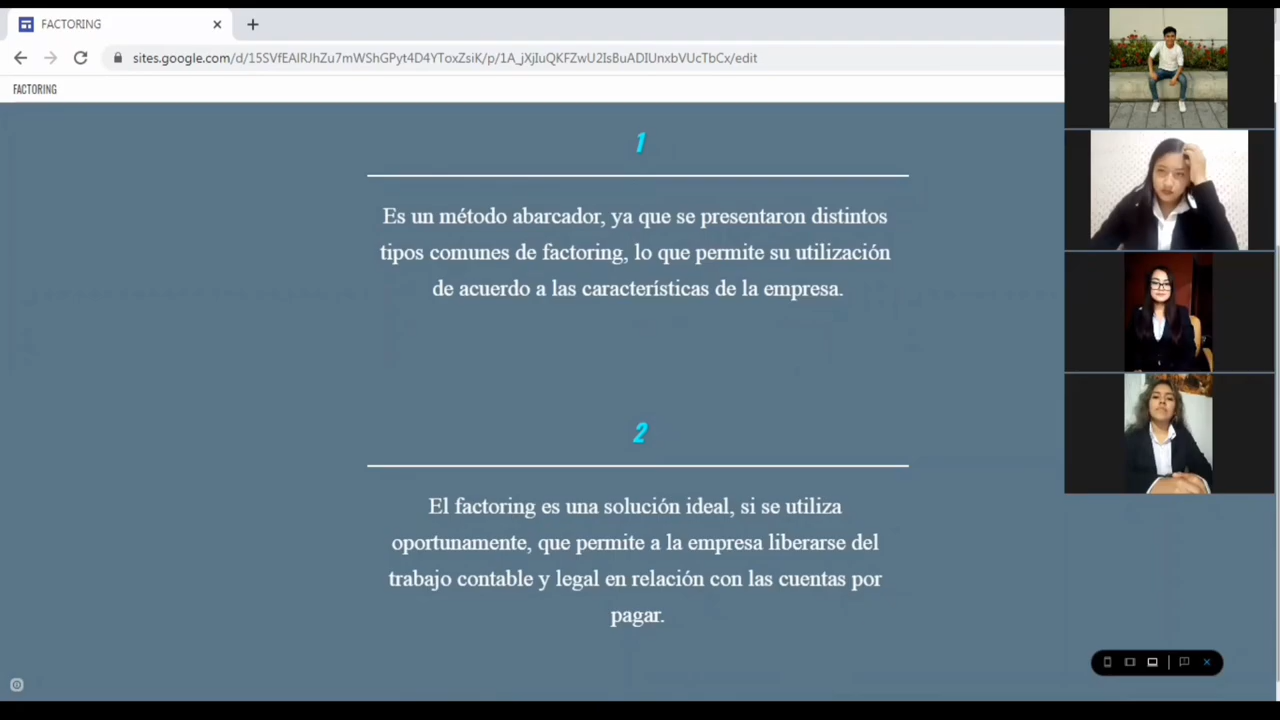 FACTORING
sites.google.com/d/15SVfEAlRJhZu7mWShGPyt4D4YToxZsiK/p/1A_jXjIuQKFZwU2IsBuADIUnxbVUcTbCx/edit
FACTORING
1
Es un método abarcador, ya que se presentaron distintos
tipos comunes de factoring, lo que permite su utilización
de acuerdo a las características de la empresa.
2
El factoring es una solución ideal, si se utiliza
oportunamente, que permite a la empresa liberarse del
trabajo contable y legal en relación con las cuentas por
pagar.